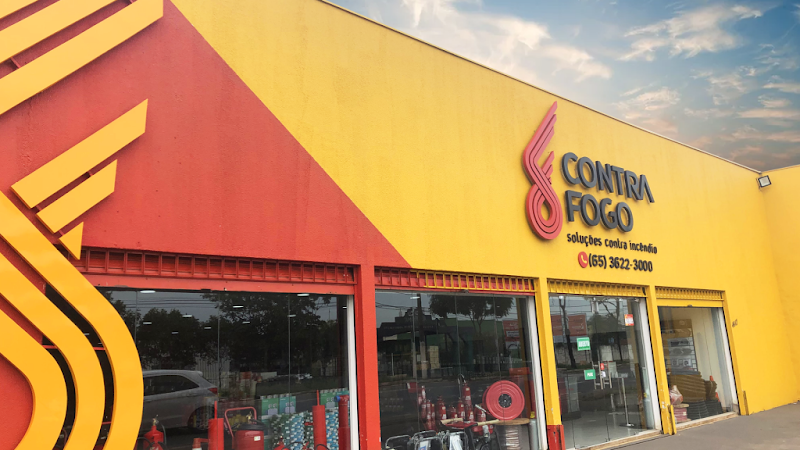 CONTRA
FOGO
soluções contra incêndio
(65) 3622-3000